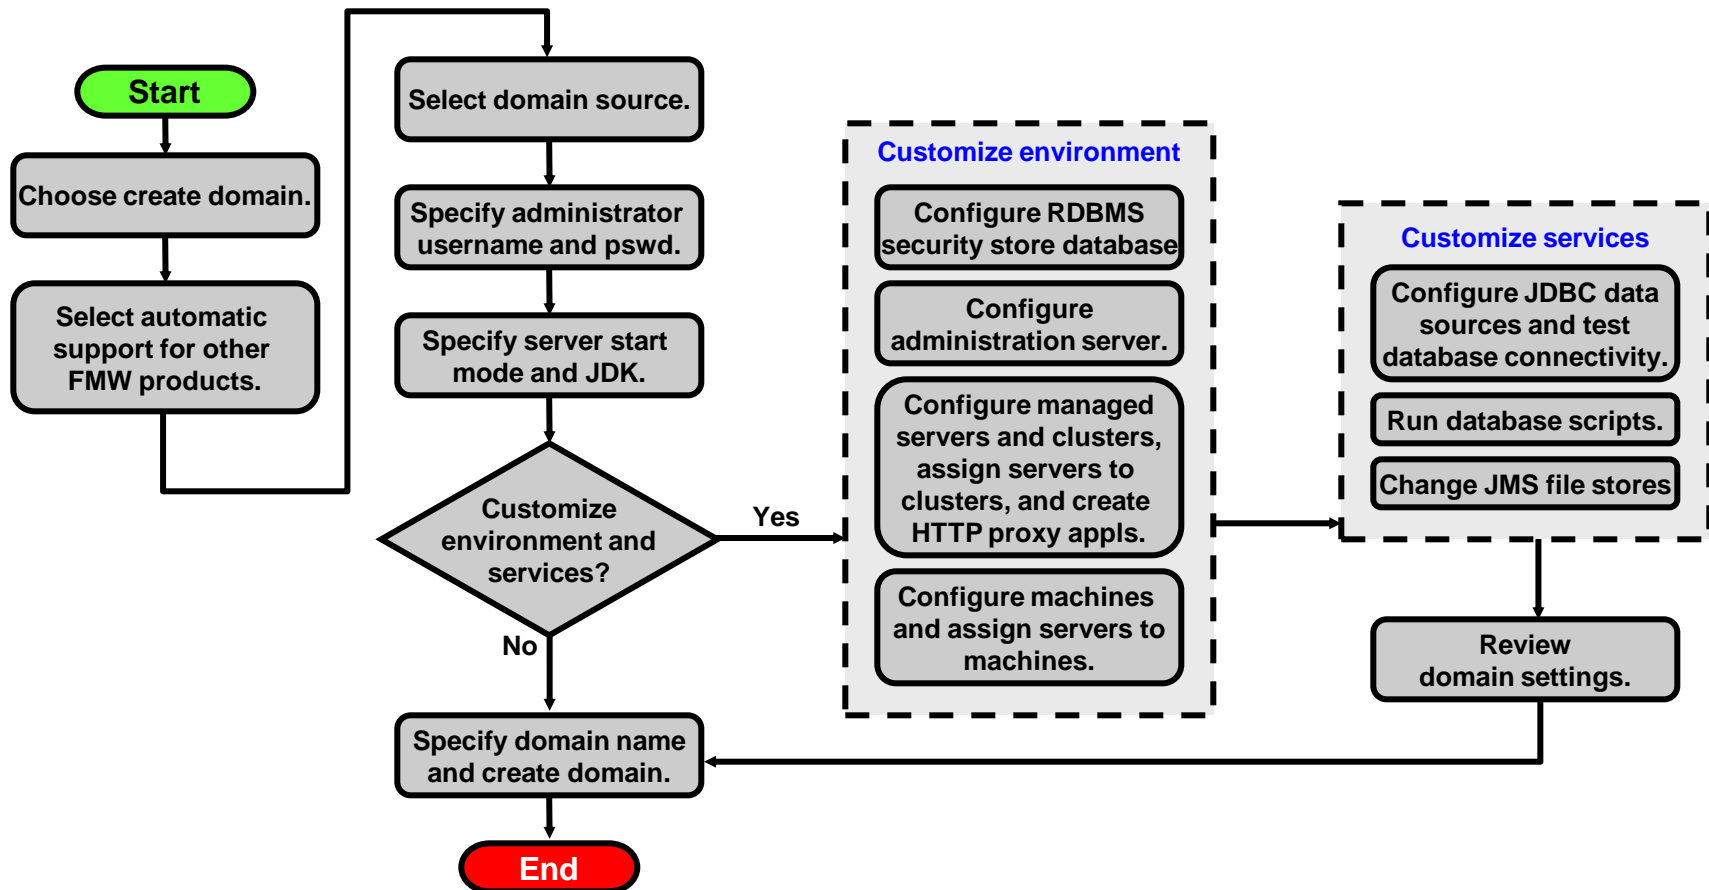 Start
Choose create domain.
Select automatic
support for other
FMW products.
Select domain source.
Specify administrator
username and pswd.
Specify server start
mode and JDK.
Customize
environment and
services?
Yes
No
Specify domain name
and create domain.
End
Customize environment
Configure RDBMS
security store database
Configure
administration server.
Configure managed
servers and clusters,
assign servers to
clusters, and create
HTTP proxy appls.
Configure machines
and assign servers to
machines.
Customize services
Configure JDBC data
sources and test
database connectivity.
Run database scripts.
Change JMS file stores
Review
domain settings.